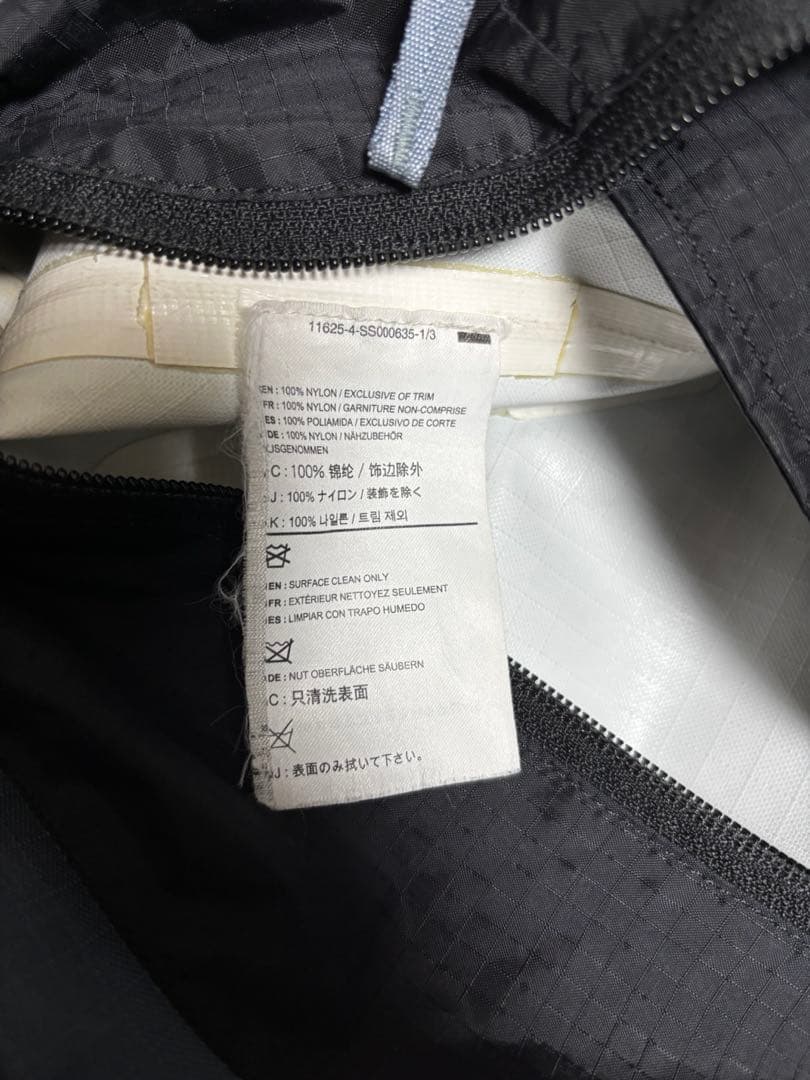 11625-4-SS000635-1/3
EN : 100% NYLON / EXCLUSIVE OF TRIM
FR : 100% NYLON / GARNITURE NON-COMPRISE
ES : 100% POLIAMIDA / EXCLUSIVO DE CORTE
DE : 100% NYLON / NÄHZUBEHÖR
USGENOMMEN
C : 100% 锦纶 / 饰边除外
J : 100% ナイロン / 装飾を除く
K : 100% 나일론 / 트림 제외
EN : SURFACE CLEAN ONLY
FR : EXTÉRIEUR NETTOYEZ SEULEMENT
ES : LIMPIAR CON TRAPO HUMEDO
DE : NUT OBERFLÄCHE SÄUBERN
C : 只清洗表面
J : 表面のみ拭いて下さい。